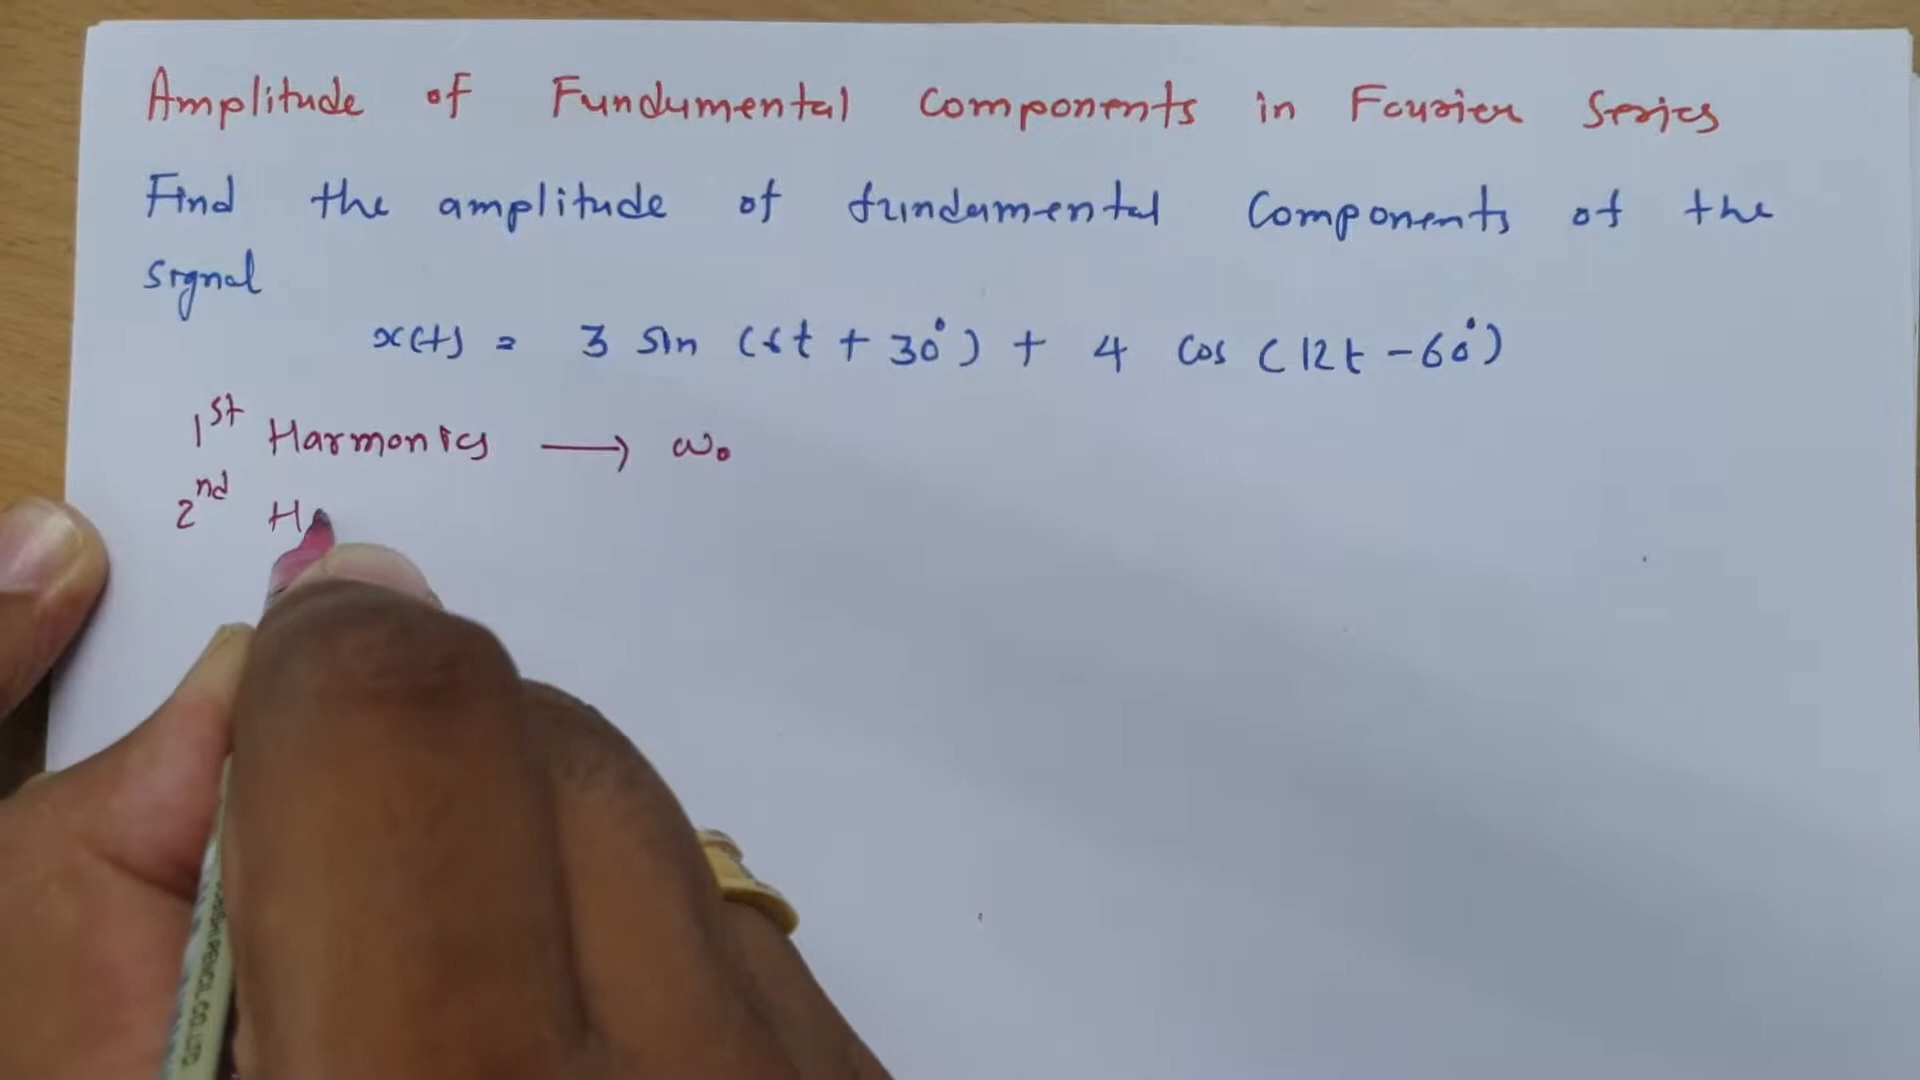 Amplitude of Fundumental Components in Fourier Series
Find the amplitude of fundamental Components of the
signal
x(t) = 3 sin (6t + 30°) + 4 cos (12t - 60°)
1st Harmonics → ω₀
2nd Ha